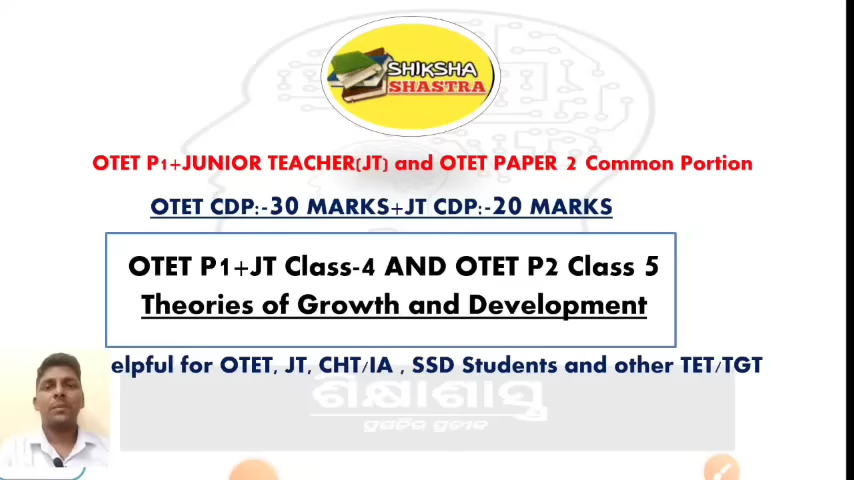 SHIKSHA
SHASTRA
OTET P1+JUNIOR TEACHER(JT) and OTET PAPER 2 Common Portion
OTET CDP:-30 MARKS+JT CDP:-20 MARKS
OTET P1+JT Class-4 AND OTET P2 Class 5
Theories of Growth and Development
elpful for OTET, JT, CHT/IA , SSD Students and other TET/TGT
ଶିକ୍ଷାଶାସ୍ତ୍ର